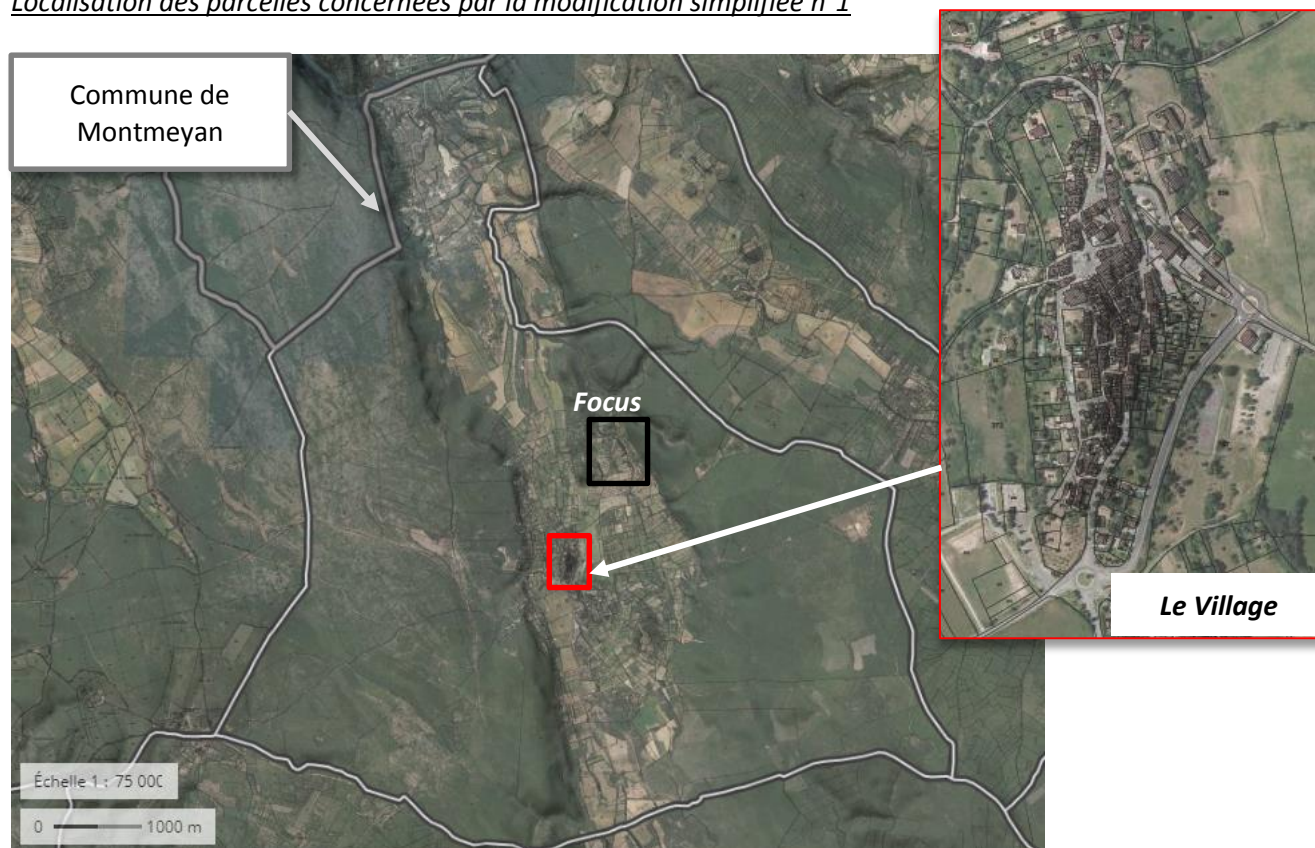 Localisation des parcelles concernées par la modification simplifiée n°1
Commune de
Montmeyan
Focus
Le Village
Échelle 1 : 75 000
0 1000 m